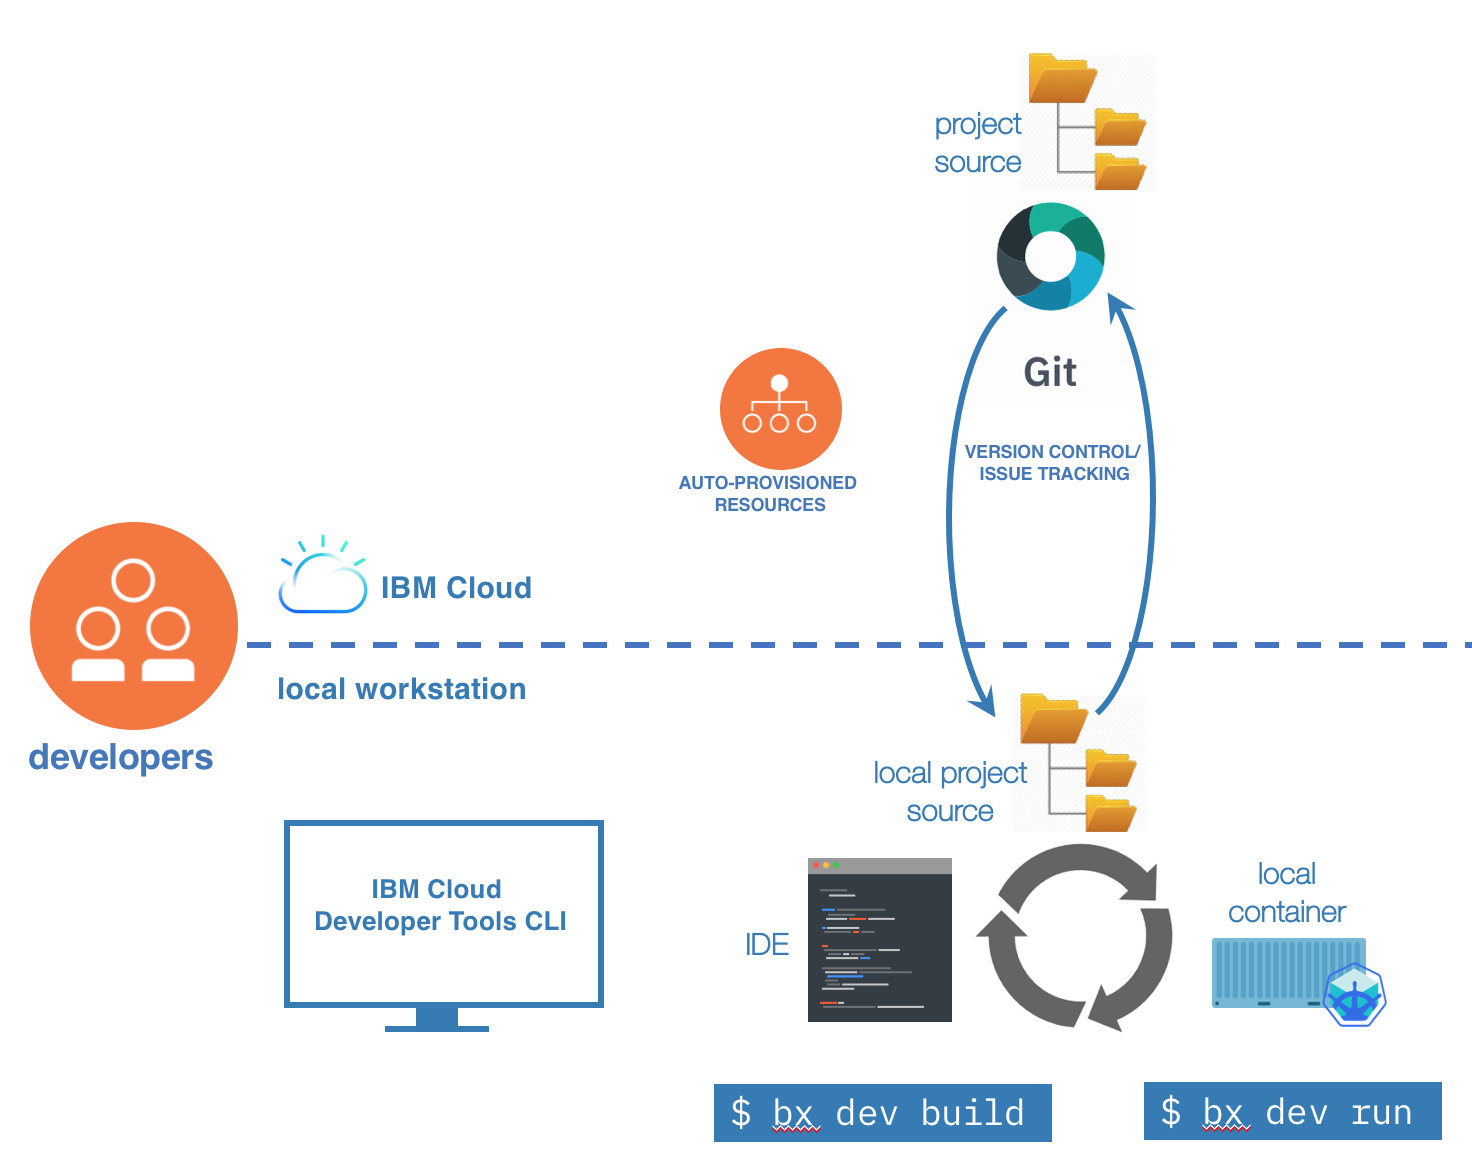 project
source
Git
VERSION CONTROL/
ISSUE TRACKING
AUTO-PROVISIONED
RESOURCES
IBM Cloud
local workstation
developers
local project
source
IBM Cloud
Developer Tools CLI
IDE
local
container
$ bx dev build
$ bx dev run